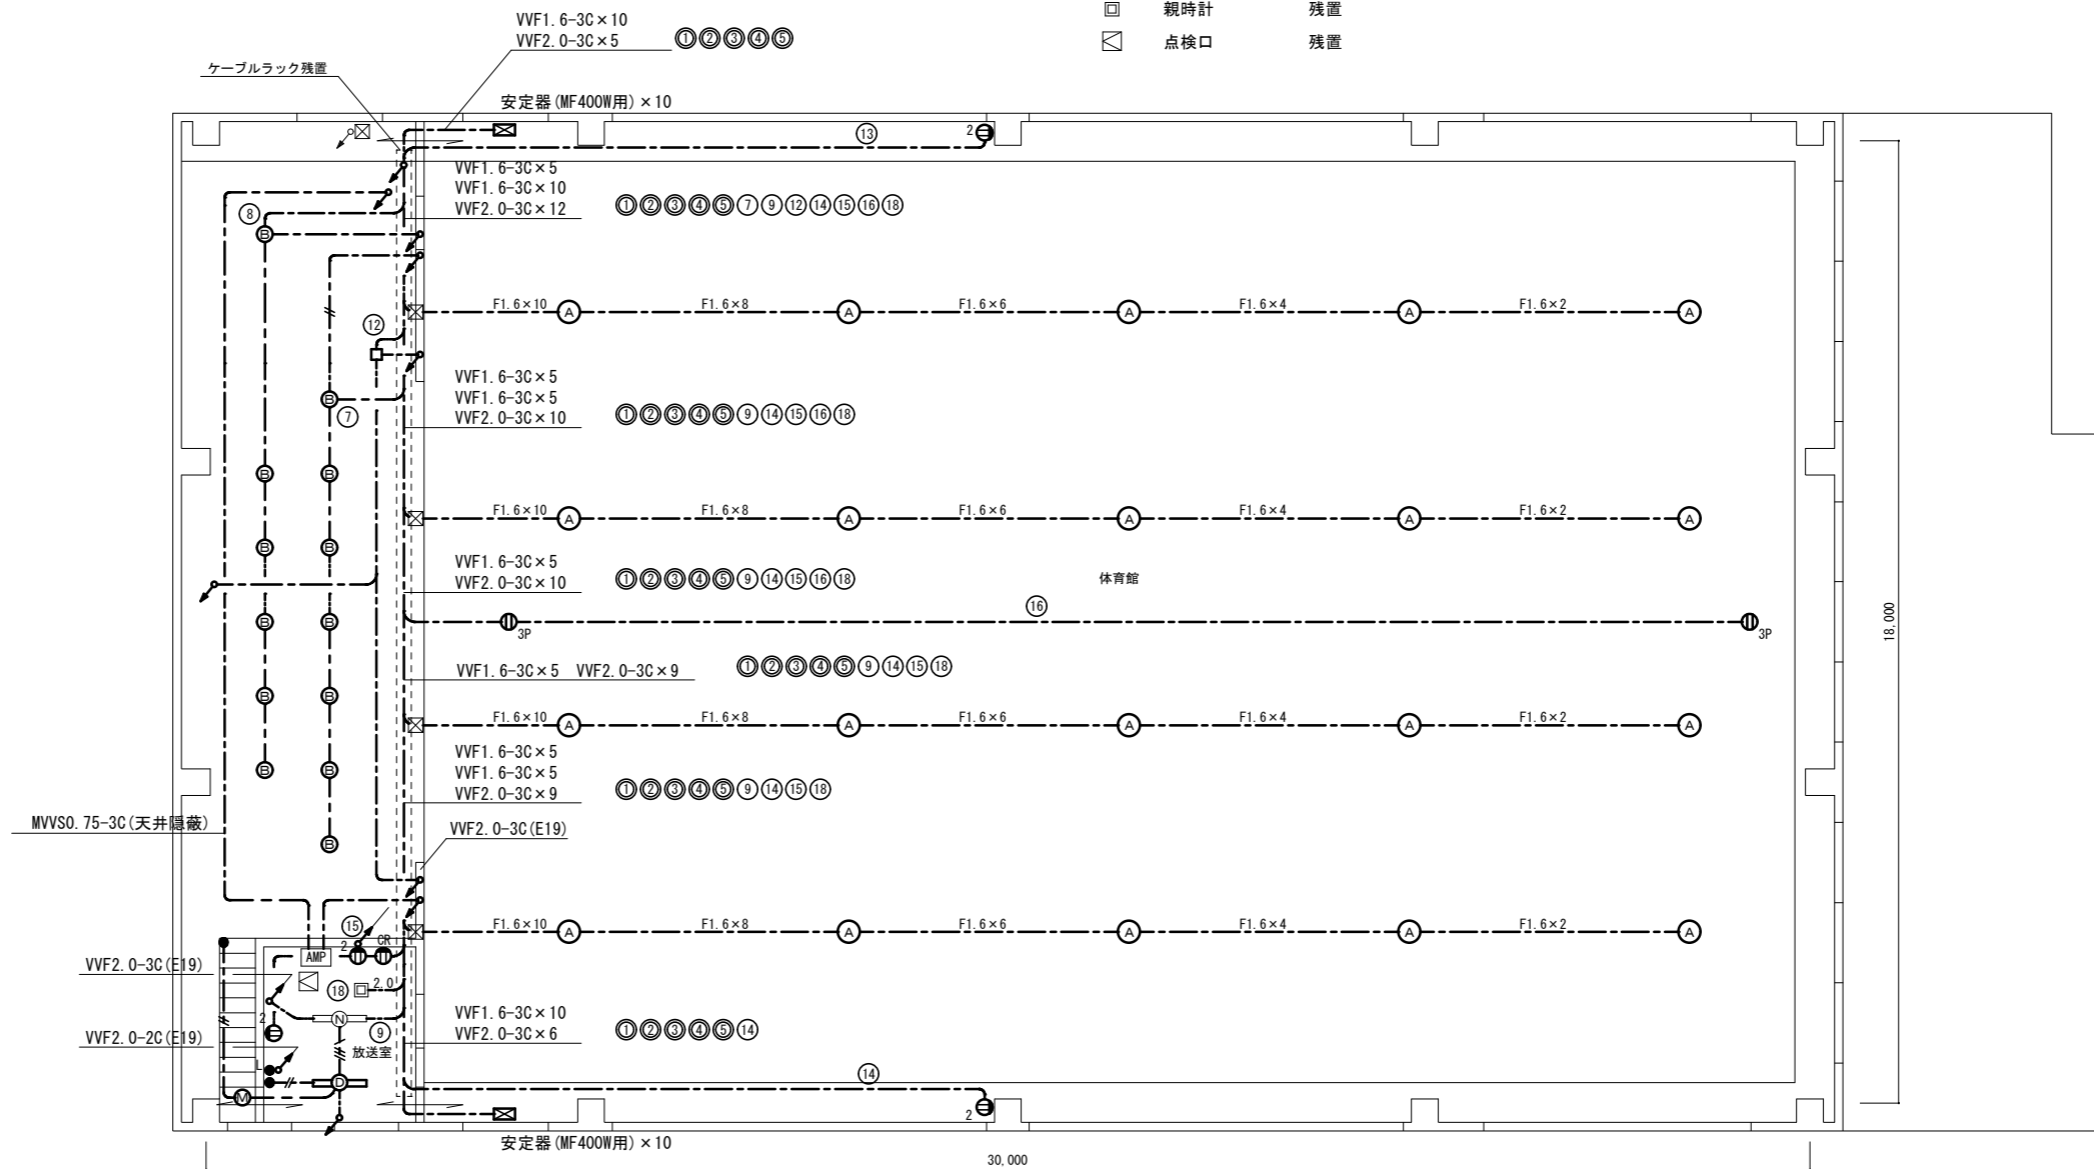 VVF1.6-3C×10
VVF2.0-3C×5 ①②③④⑤
親時計 残置
点検口 残置
ケーブルラック残置
安定器(MF400W用)×10
⑬ 2
VVF1.6-3C×5
VVF1.6-3C×10
VVF2.0-3C×12 ①②③④⑤⑦⑨⑫⑭⑮⑯⑱
⑧
B
F1.6×10 A F1.6×8 A F1.6×6 A F1.6×4 A F1.6×2 A
⑫
VVF1.6-3C×5
VVF1.6-3C×5
VVF2.0-3C×10 ①②③④⑤⑨⑭⑮⑯⑱
B
⑦
B B
F1.6×10 A F1.6×8 A F1.6×6 A F1.6×4 A F1.6×2 A
B B
VVF1.6-3C×5
VVF2.0-3C×10 ①②③④⑤⑨⑭⑮⑯⑱
体育館
⑯
B B
3P 3P
18,000
VVF1.6-3C×5 VVF2.0-3C×9 ①②③④⑤⑨⑭⑮⑱
B B
F1.6×10 A F1.6×8 A F1.6×6 A F1.6×4 A F1.6×2 A
B B
VVF1.6-3C×5
VVF1.6-3C×5
VVF2.0-3C×9 ①②③④⑤⑨⑭⑮⑱
MVVS0.75-3C(天井隠蔽)
VVF2.0-3C(E19)
B
F1.6×10 A F1.6×8 A F1.6×6 A F1.6×4 A F1.6×2 A
⑮
2 CR
AMP
VVF2.0-3C(E19)
⑱ 2.0
2 N ⑨
VVF1.6-3C×10
VVF2.0-3C×6 ①②③④⑤⑭
VVF2.0-2C(E19)
放送室
L
D
M
⑭
2
安定器(MF400W用)×10
30,000